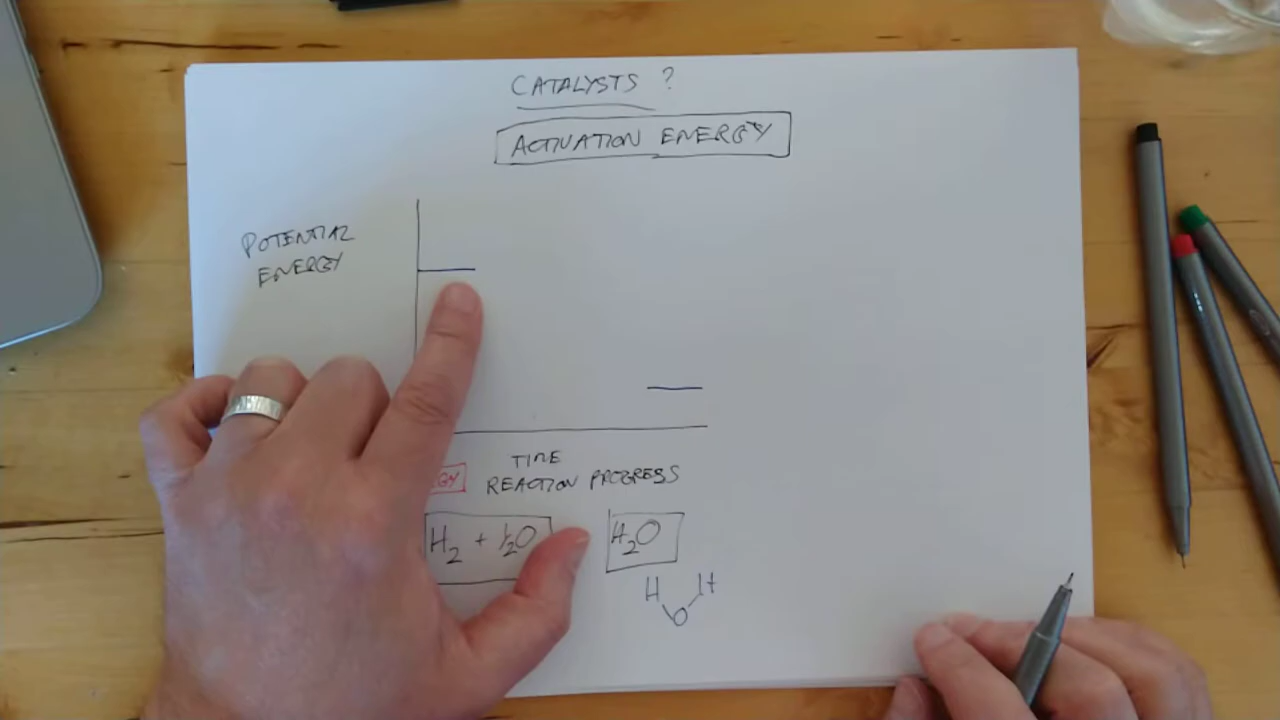 CATALYSTS ?
ACTIVATION ENERGY
POTENTIAL
ENERGY
TIME
REACTION PROGRESS
H2 + 1/2O
H2O
H H
O